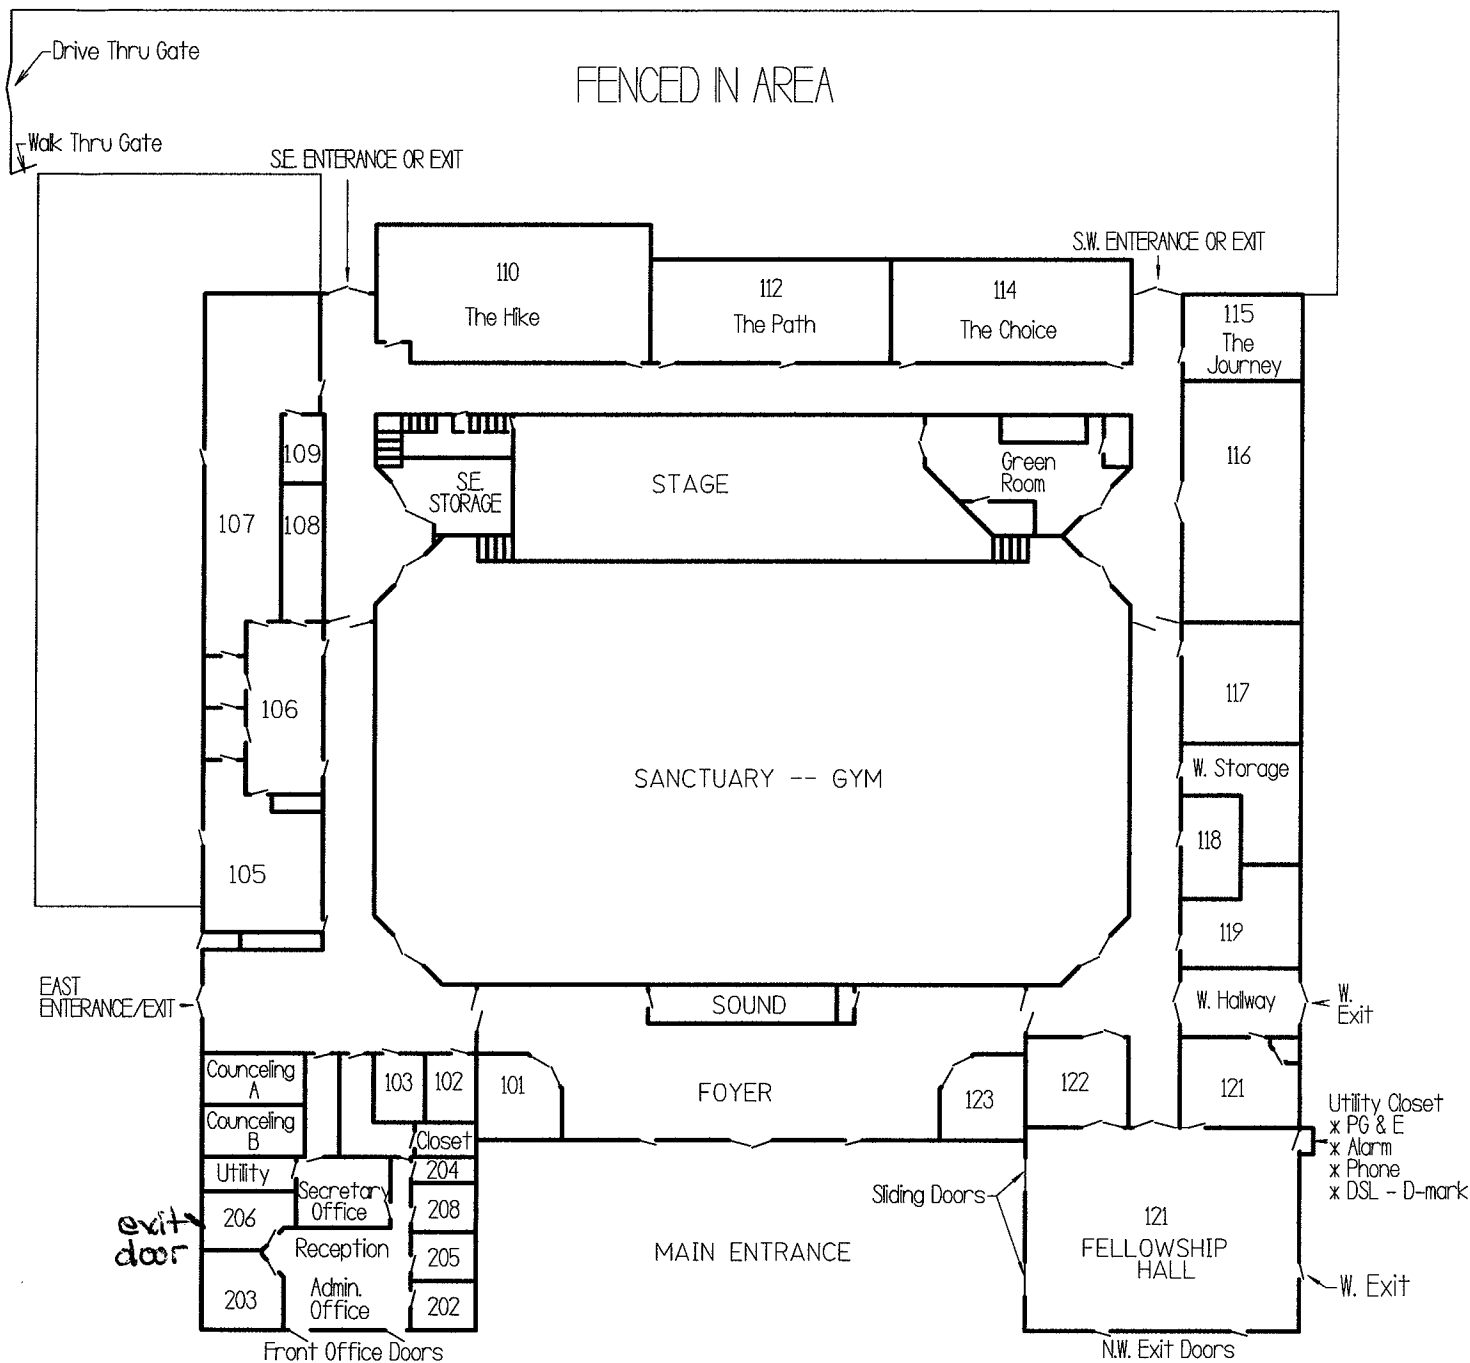 Drive Thru Gate
FENCED IN AREA
Walk Thru Gate
S.E. ENTERANCE OR EXIT
S.W. ENTERANCE OR EXIT
110
The Hike
112
The Path
114
The Choice
115
The
Journey
109
S.E.
STORAGE
STAGE
Green
Room
116
107
108
106
117
SANCTUARY -- GYM
W. Storage
118
105
119
EAST
ENTERANCE/EXIT
SOUND
W. Hallway
W.
Exit
Counceling
A
103
102
101
FOYER
123
122
121
Counceling
B
Closet
Utility Closet
* PG & E
* Alarm
* Phone
* DSL - D-mark
Utility
204
Secretary
Office
208
Sliding Doors
exit
door
206
Reception
205
MAIN ENTRANCE
121
FELLOWSHIP
HALL
203
Admin.
Office
202
W. Exit
Front Office Doors
N.W. Exit Doors